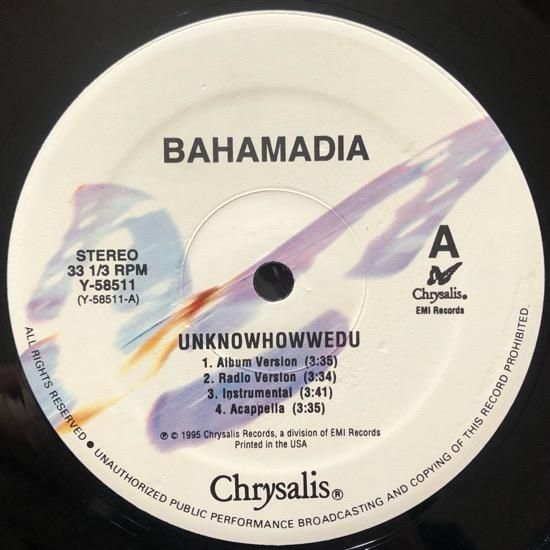 BAHAMADIA
STEREO
33 1/3 RPM
Y-58511
(Y-58511-A)
A
Chrysalis®
EMI Records
UNKNOWHOWWEDU
1. Album Version (3:35)
2. Radio Version (3:34)
3. Instrumental (3:41)
4. Acappella (3:35)
℗ © 1995 Chrysalis Records, a division of EMI Records
Printed in the USA
Chrysalis®
ALL RIGHTS RESERVED ● UNAUTHORIZED PUBLIC PERFORMANCE BROADCASTING AND COPYING OF THIS RECORD PROHIBITED.